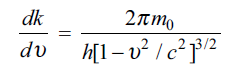 dk/dυ = 2πm₀ / h[1 – υ² / c²]^3/2